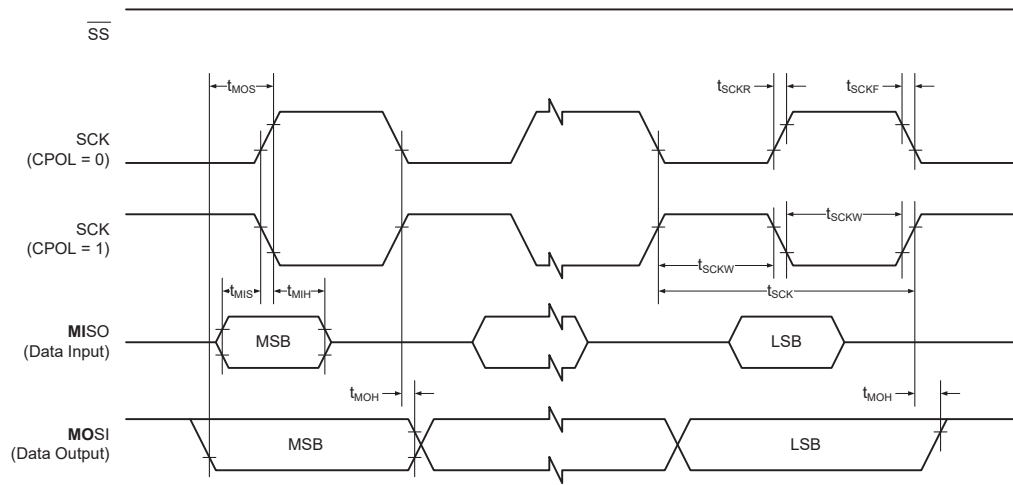 SS
tMOS
tSCKR
tSCKF
SCK
(CPOL = 0)
SCK
(CPOL = 1)
tSCKW
tSCKW
tMIS
tMIH
tSCK
MISO
(Data Input)
MSB
LSB
tMOH
tMOH
MOSI
(Data Output)
MSB
LSB